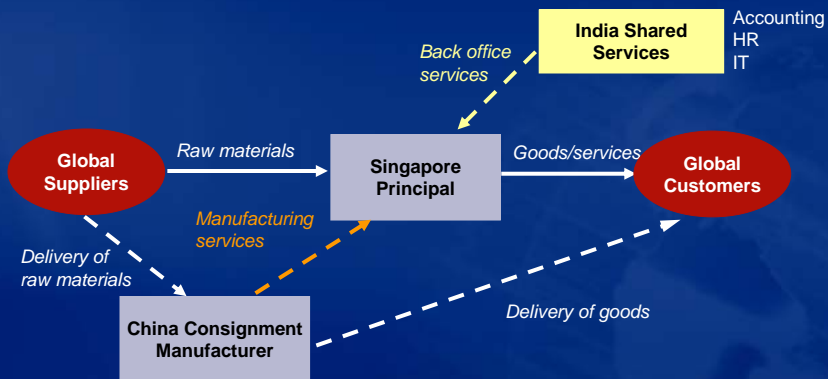 India Shared
Services
Accounting
HR
IT
Back office
services
Global
Suppliers
Raw materials
Singapore
Principal
Goods/services
Global
Customers
Manufacturing
services
Delivery of
raw materials
China Consignment
Manufacturer
Delivery of goods